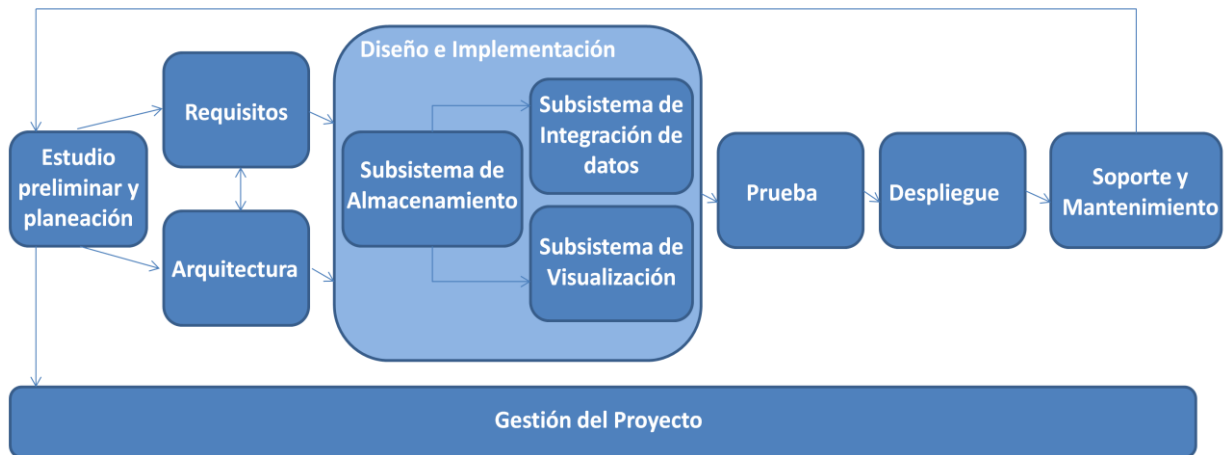 Diseño e Implementación
Estudio
preliminar y
planeación
Requisitos
Arquitectura
Subsistema de
Almacenamiento
Subsistema de
Integración de
datos
Subsistema de
Visualización
Prueba
Despliegue
Soporte y
Mantenimiento
Gestión del Proyecto